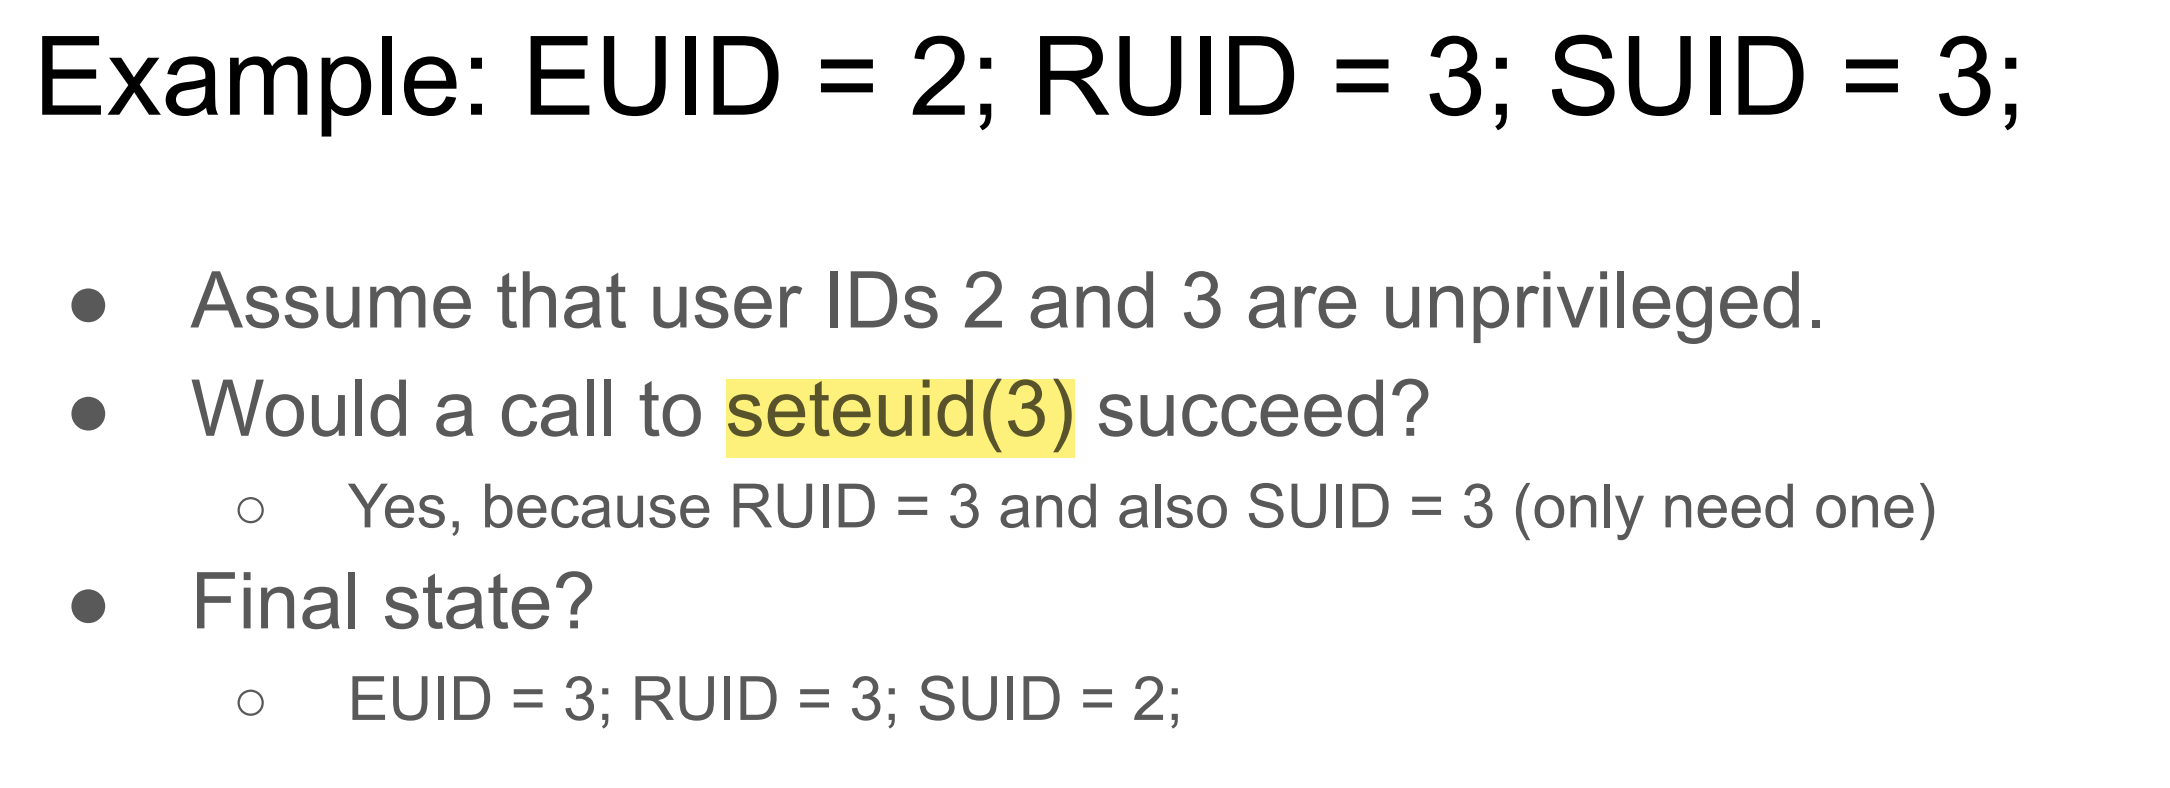 Example: EUID = 2; RUID = 3; SUID = 3;
● Assume that user IDs 2 and 3 are unprivileged.
● Would a call to seteuid(3) succeed?
○ Yes, because RUID = 3 and also SUID = 3 (only need one)
● Final state?
○ EUID = 3; RUID = 3; SUID = 2;